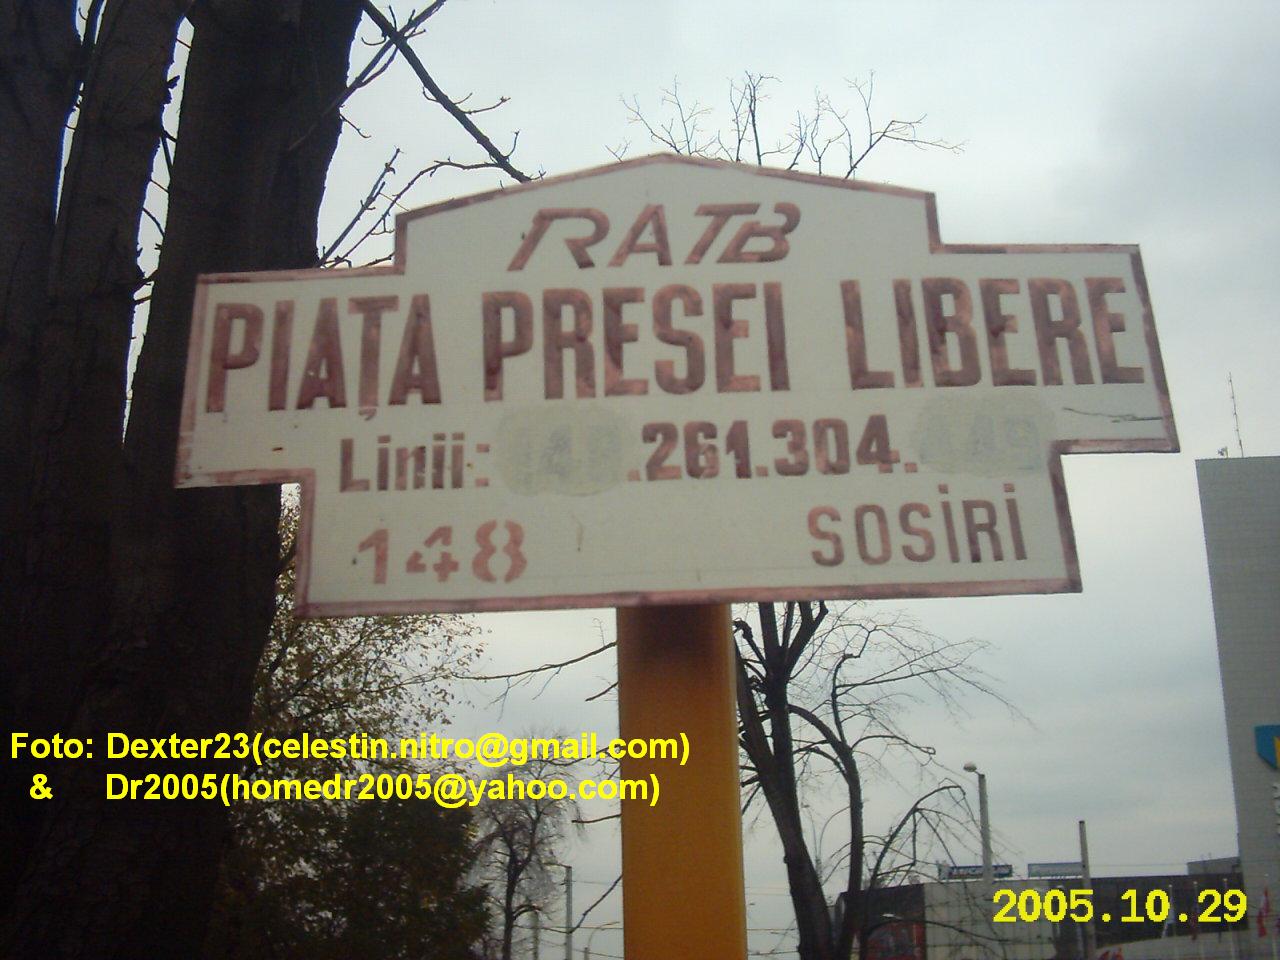 RATB
PIAȚA PRESEI LIBERE
Linii: .261.304.
148 SOSIRI
Foto: Dexter23(celestin.nitro@gmail.com)
& Dr2005(homedr2005@yahoo.com)
2005.10.29